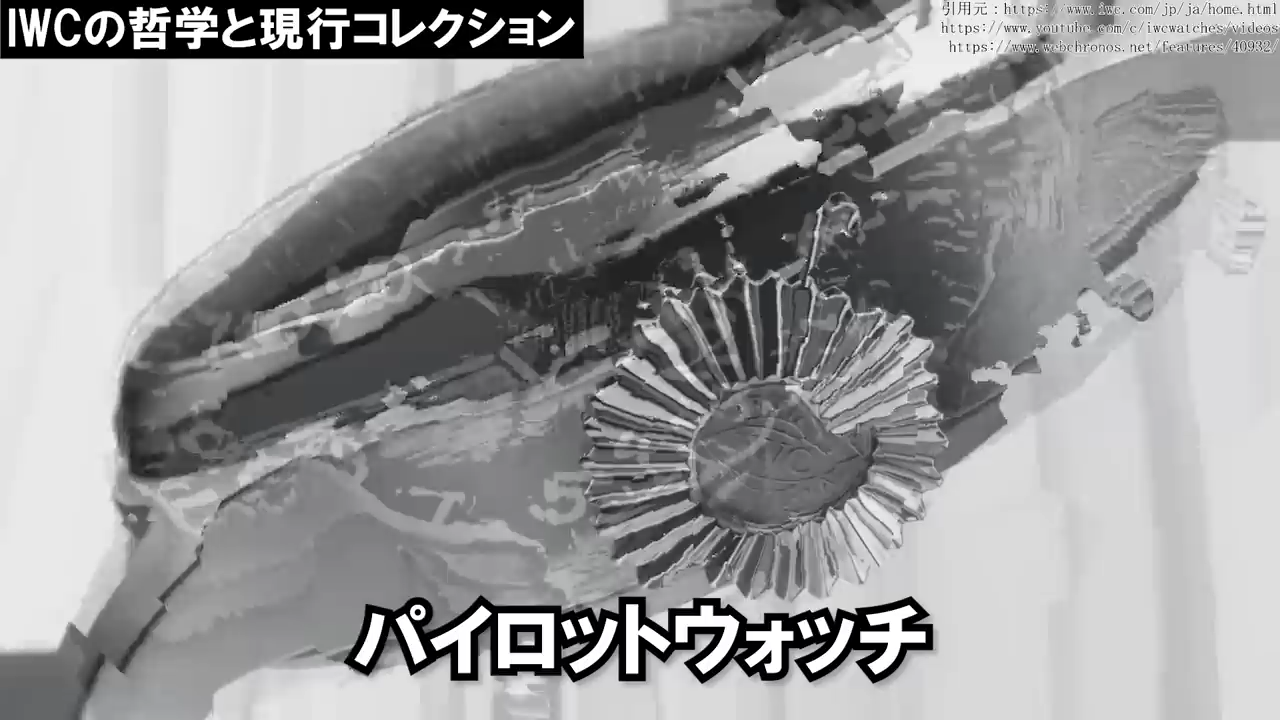 IWCの哲学と現行コレクション
引用元：https://www.iwc.com/jp/ja/home.html
https://www.youtube.com/c/iwcwatches/videos
https://www.webchronos.net/features/40932/
7
5
パイロットウォッチ